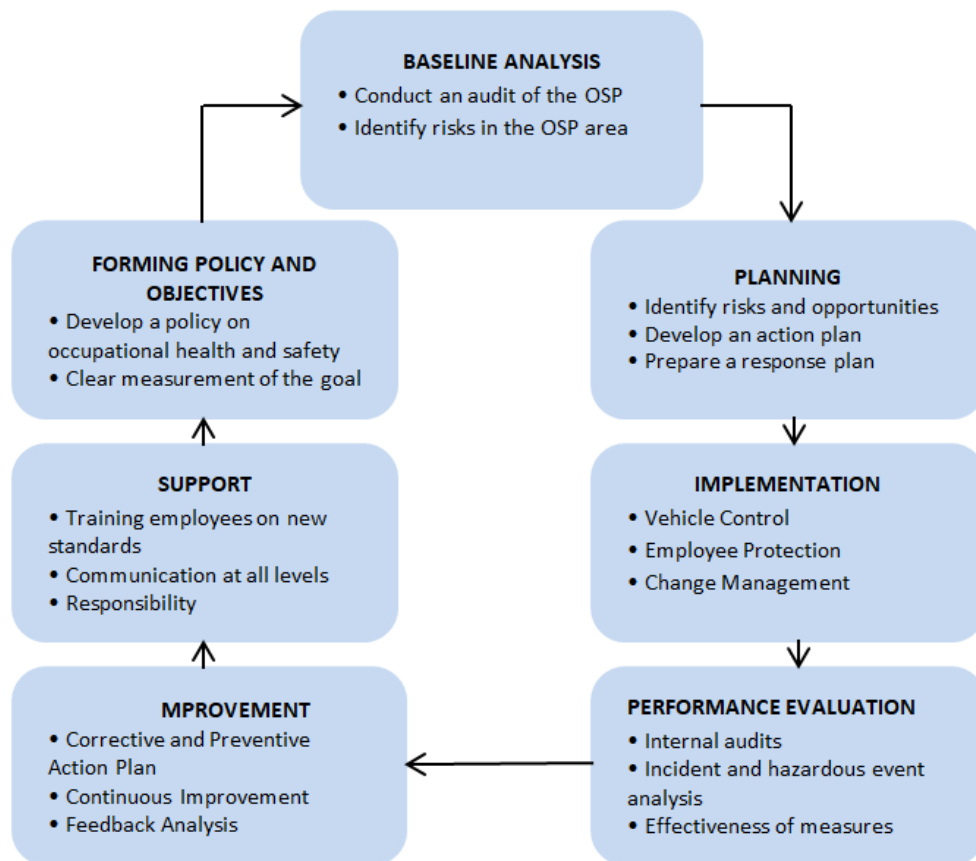 BASELINE ANALYSIS
• Conduct an audit of the OSP
• Identify risks in the OSP area
FORMING POLICY AND
OBJECTIVES
• Develop a policy on
occupational health and safety
• Clear measurement of the goal
PLANNING
• Identify risks and opportunities
• Develop an action plan
• Prepare a response plan
SUPPORT
• Training employees on new
standards
• Communication at all levels
• Responsibility
IMPLEMENTATION
• Vehicle Control
• Employee Protection
• Change Management
MPROVEMENT
• Corrective and Preventive
Action Plan
• Continuous Improvement
• Feedback Analysis
PERFORMANCE EVALUATION
• Internal audits
• Incident and hazardous event
analysis
• Effectiveness of measures